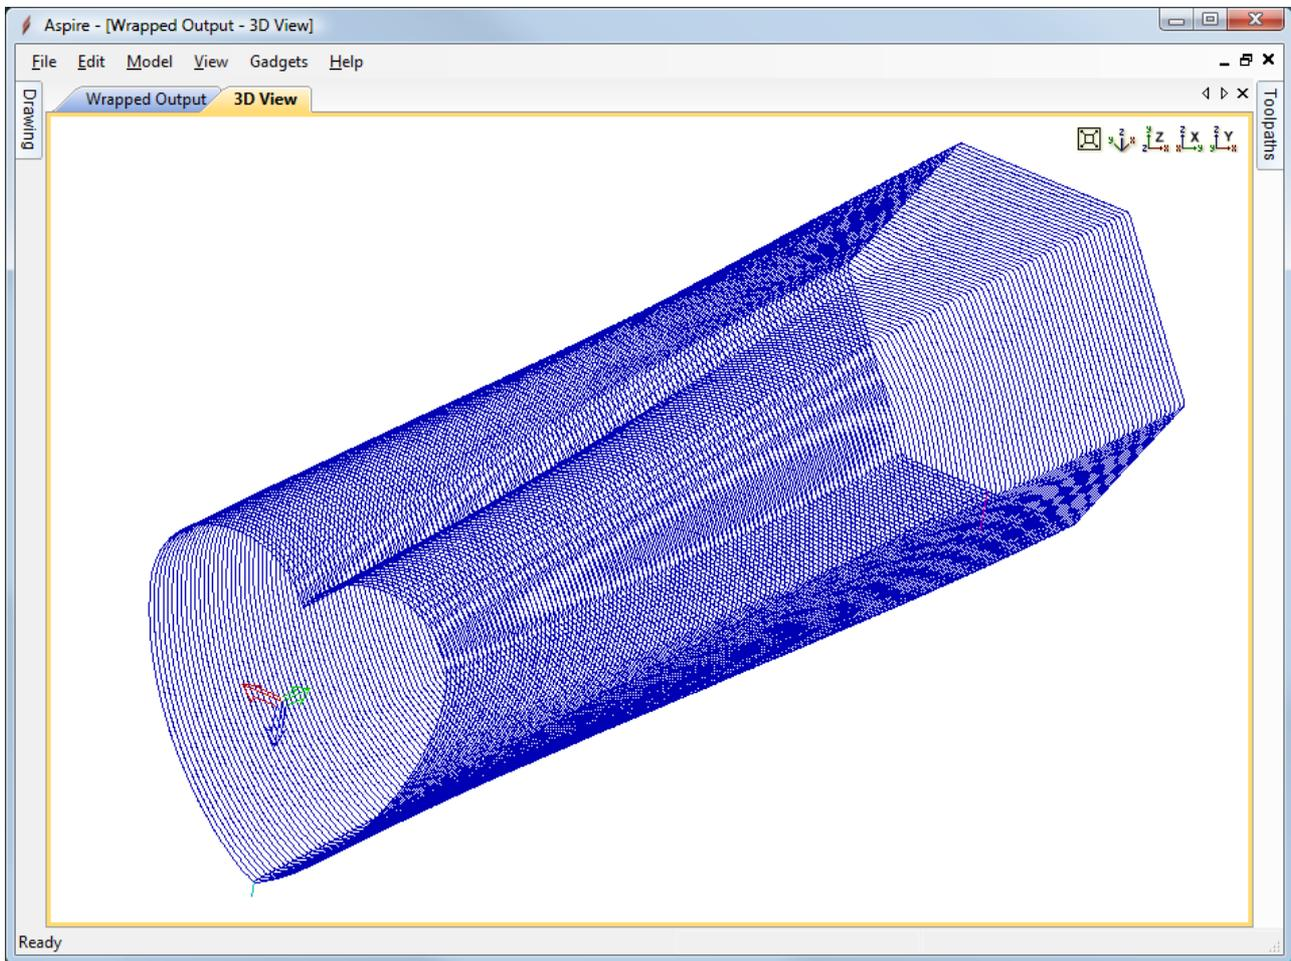 Aspire - [Wrapped Output - 3D View]
File Edit Model View Gadgets Help
Drawing
Wrapped Output 3D View
Toolpaths
y z x
y Z z x
z X x y
z Y y x
Ready